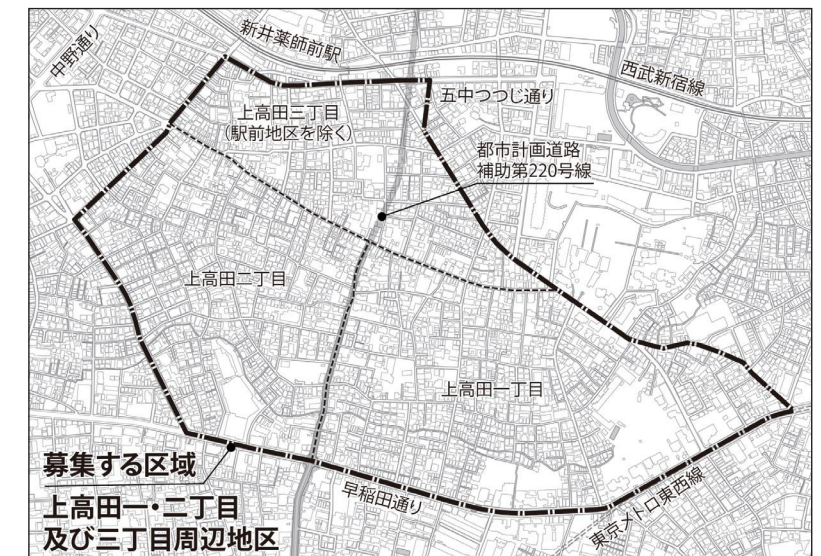 新井薬師前駅
中野通り
西武新宿線
五中つつじ通り
上高田三丁目
(駅前地区を除く)
都市計画道路
補助第220号線
上高田二丁目
上高田一丁目
募集する区域
上高田一・二丁目
及び三丁目周辺地区
早稲田通り
東京メトロ東西線